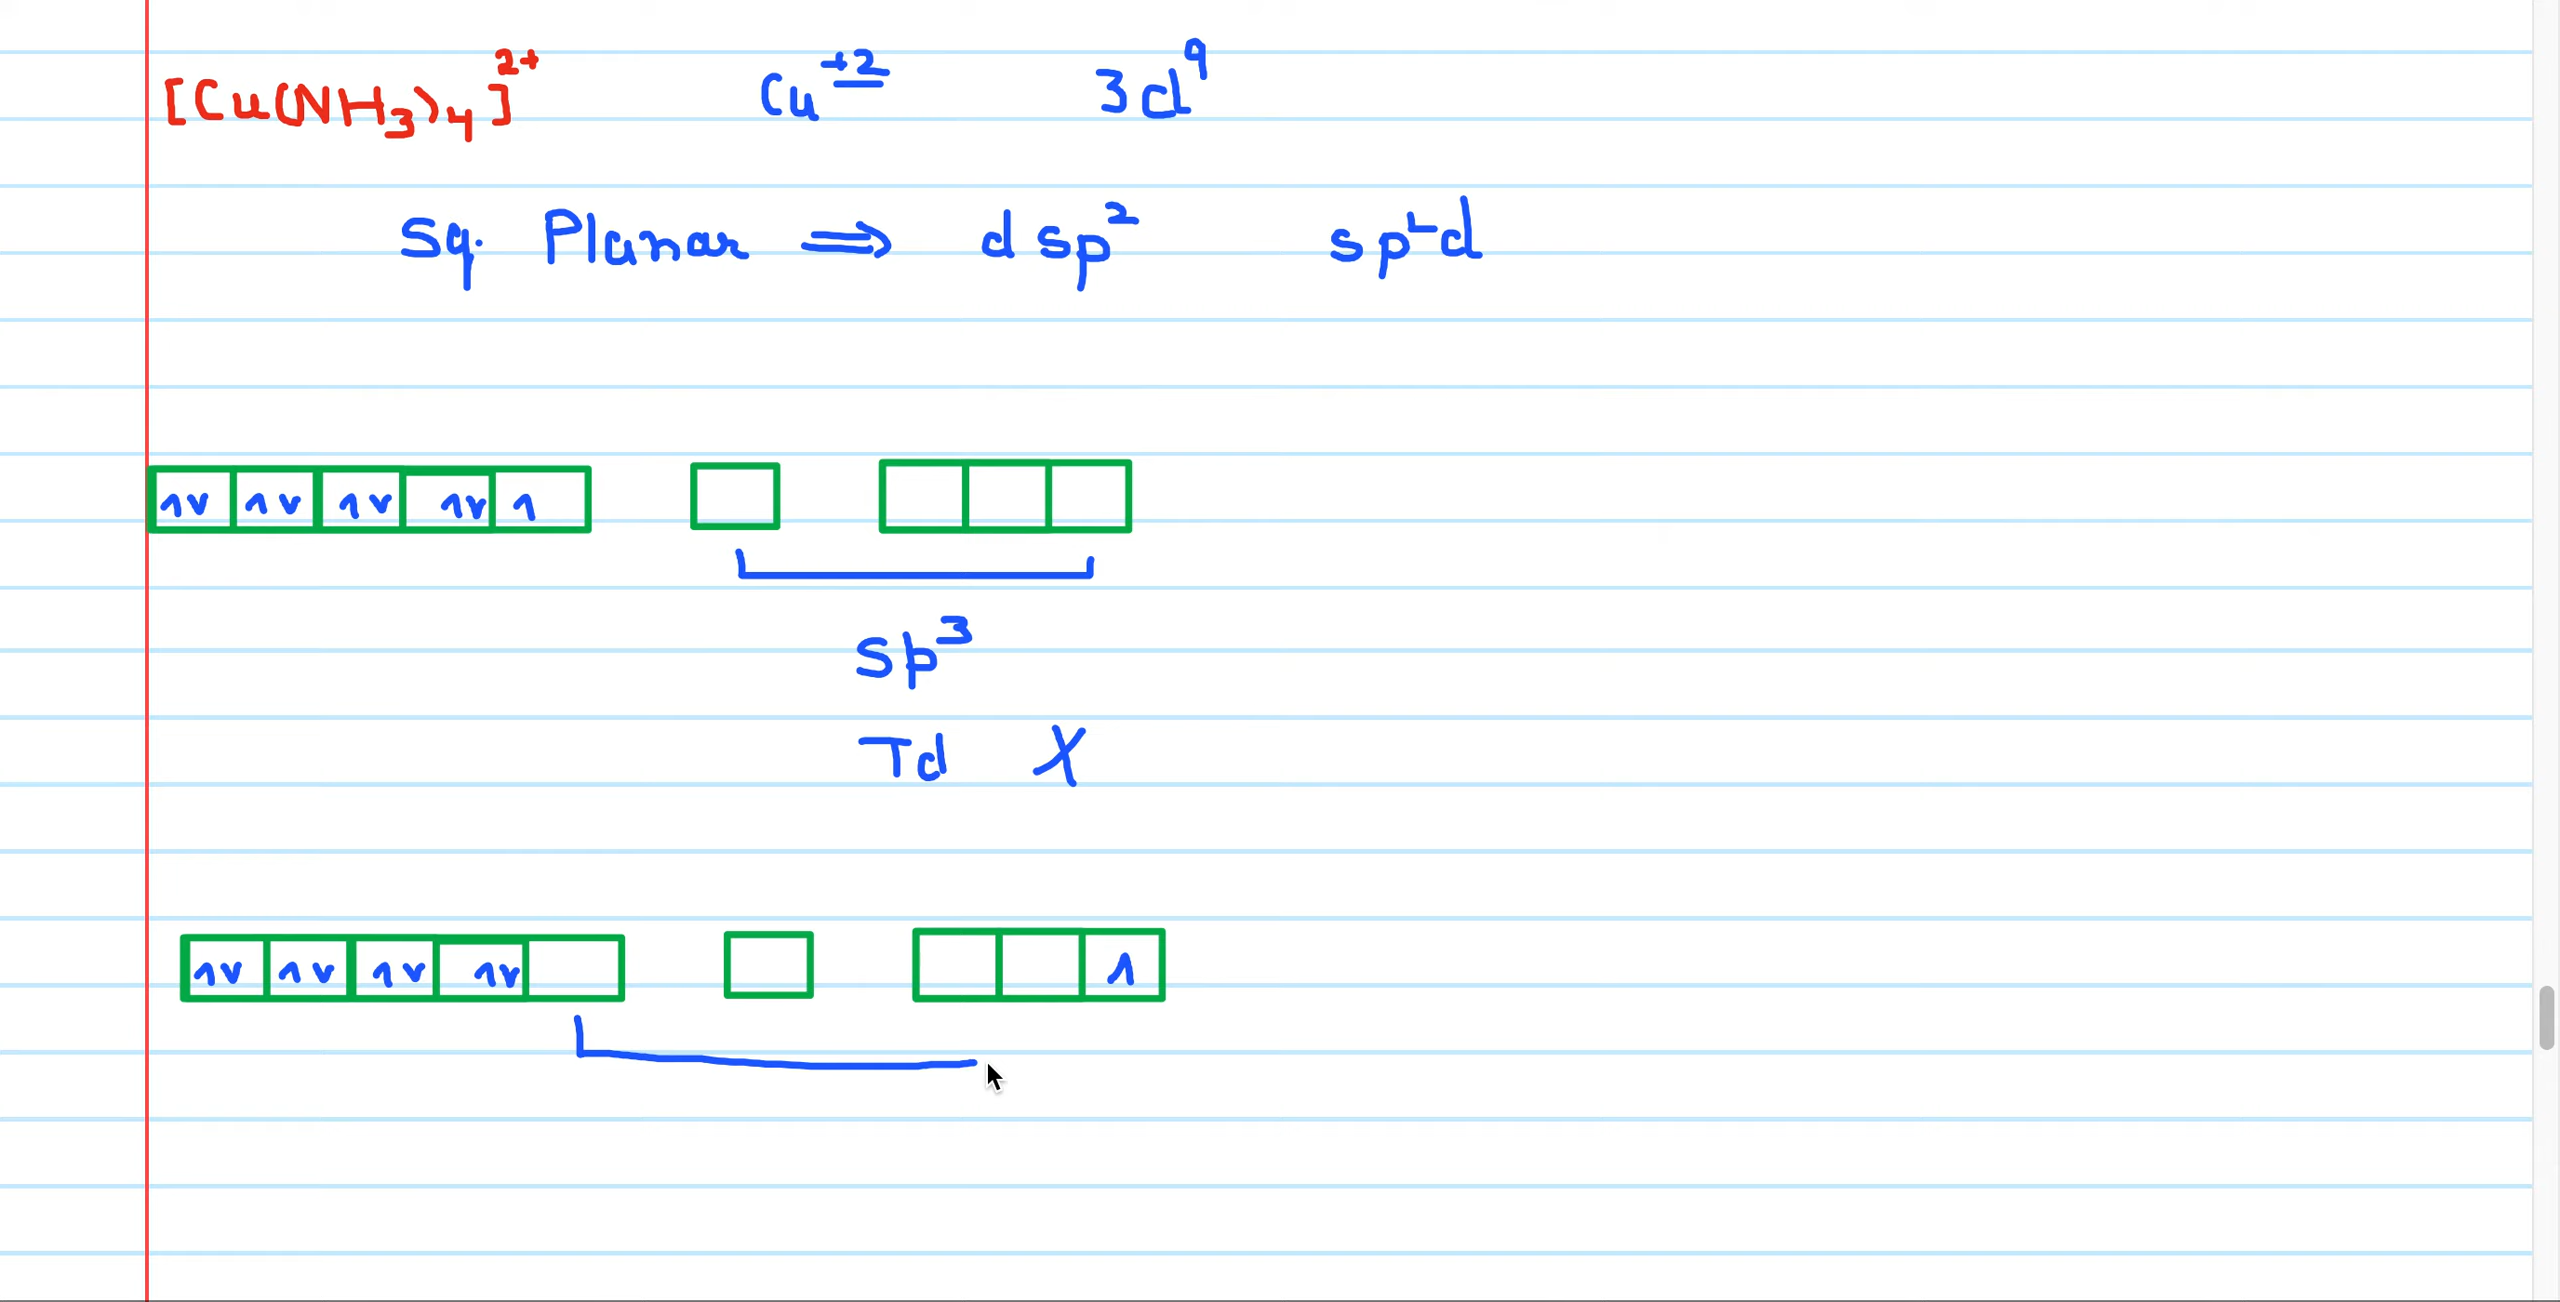 [Cu(NH₃)₄]²⁺ Cu⁺² 3d⁹
Sq. Planar ⟹ dsp² sp²d
1v 1v 1v 1v 1
sp³
Td X
1v 1v 1v 1v 1